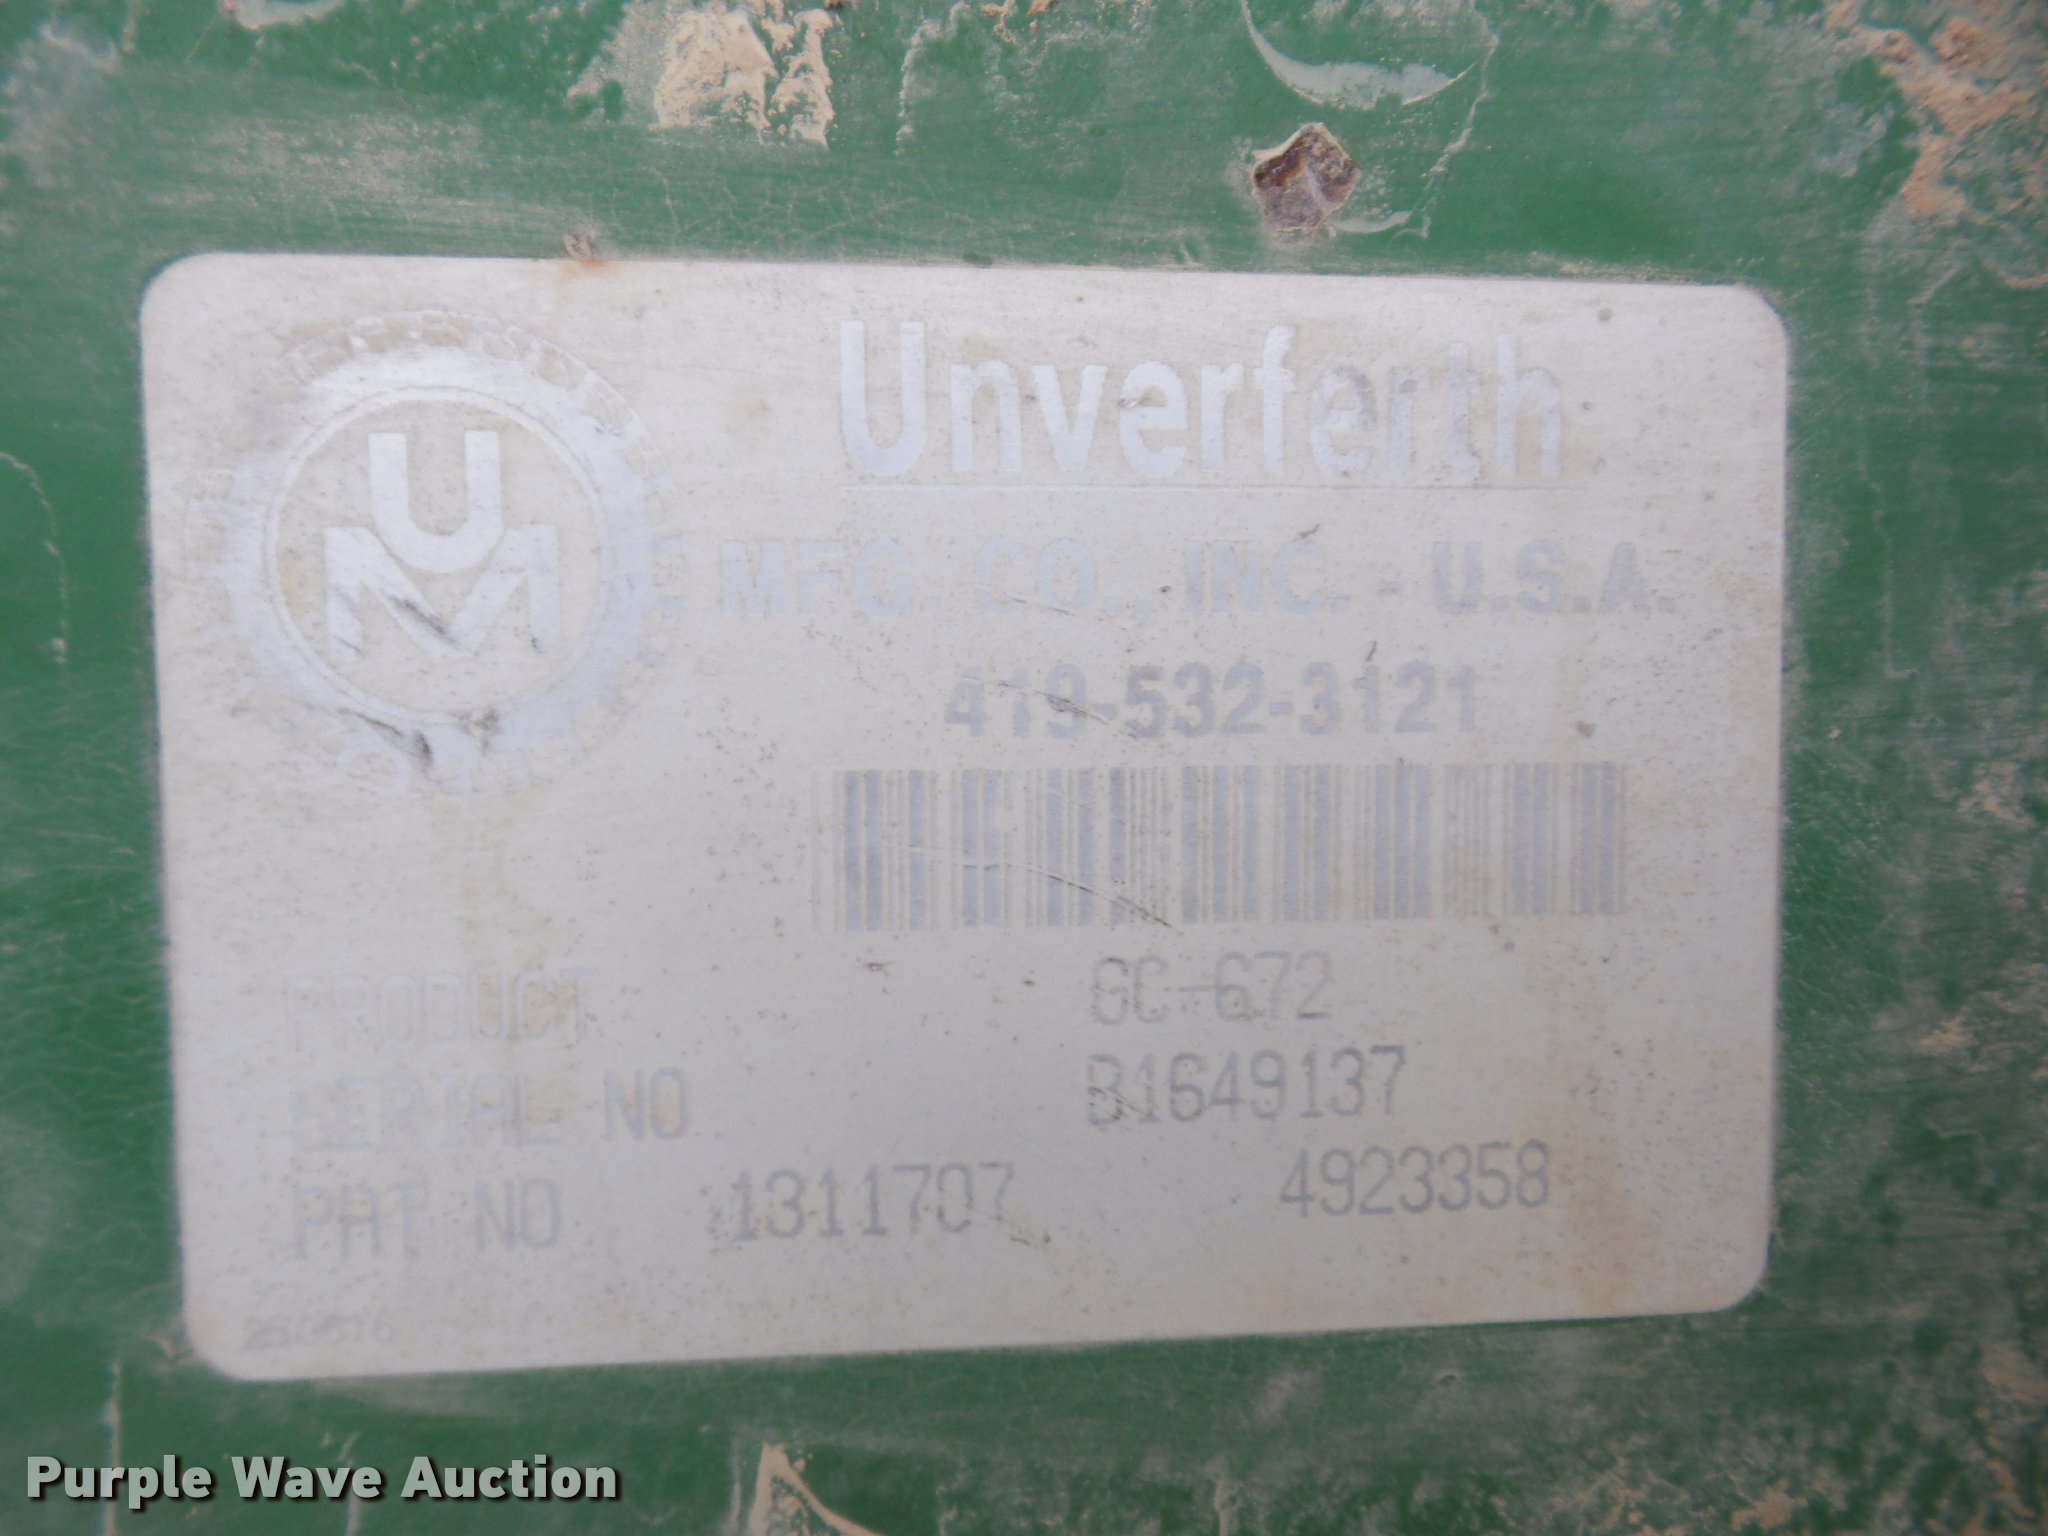 UM
Unverferth
MFG. CO., INC. - U.S.A.
419-532-3121
PRODUCT GC-672
SERIAL NO B1649137
PAT NO 1311707 4923358
Purple Wave Auction